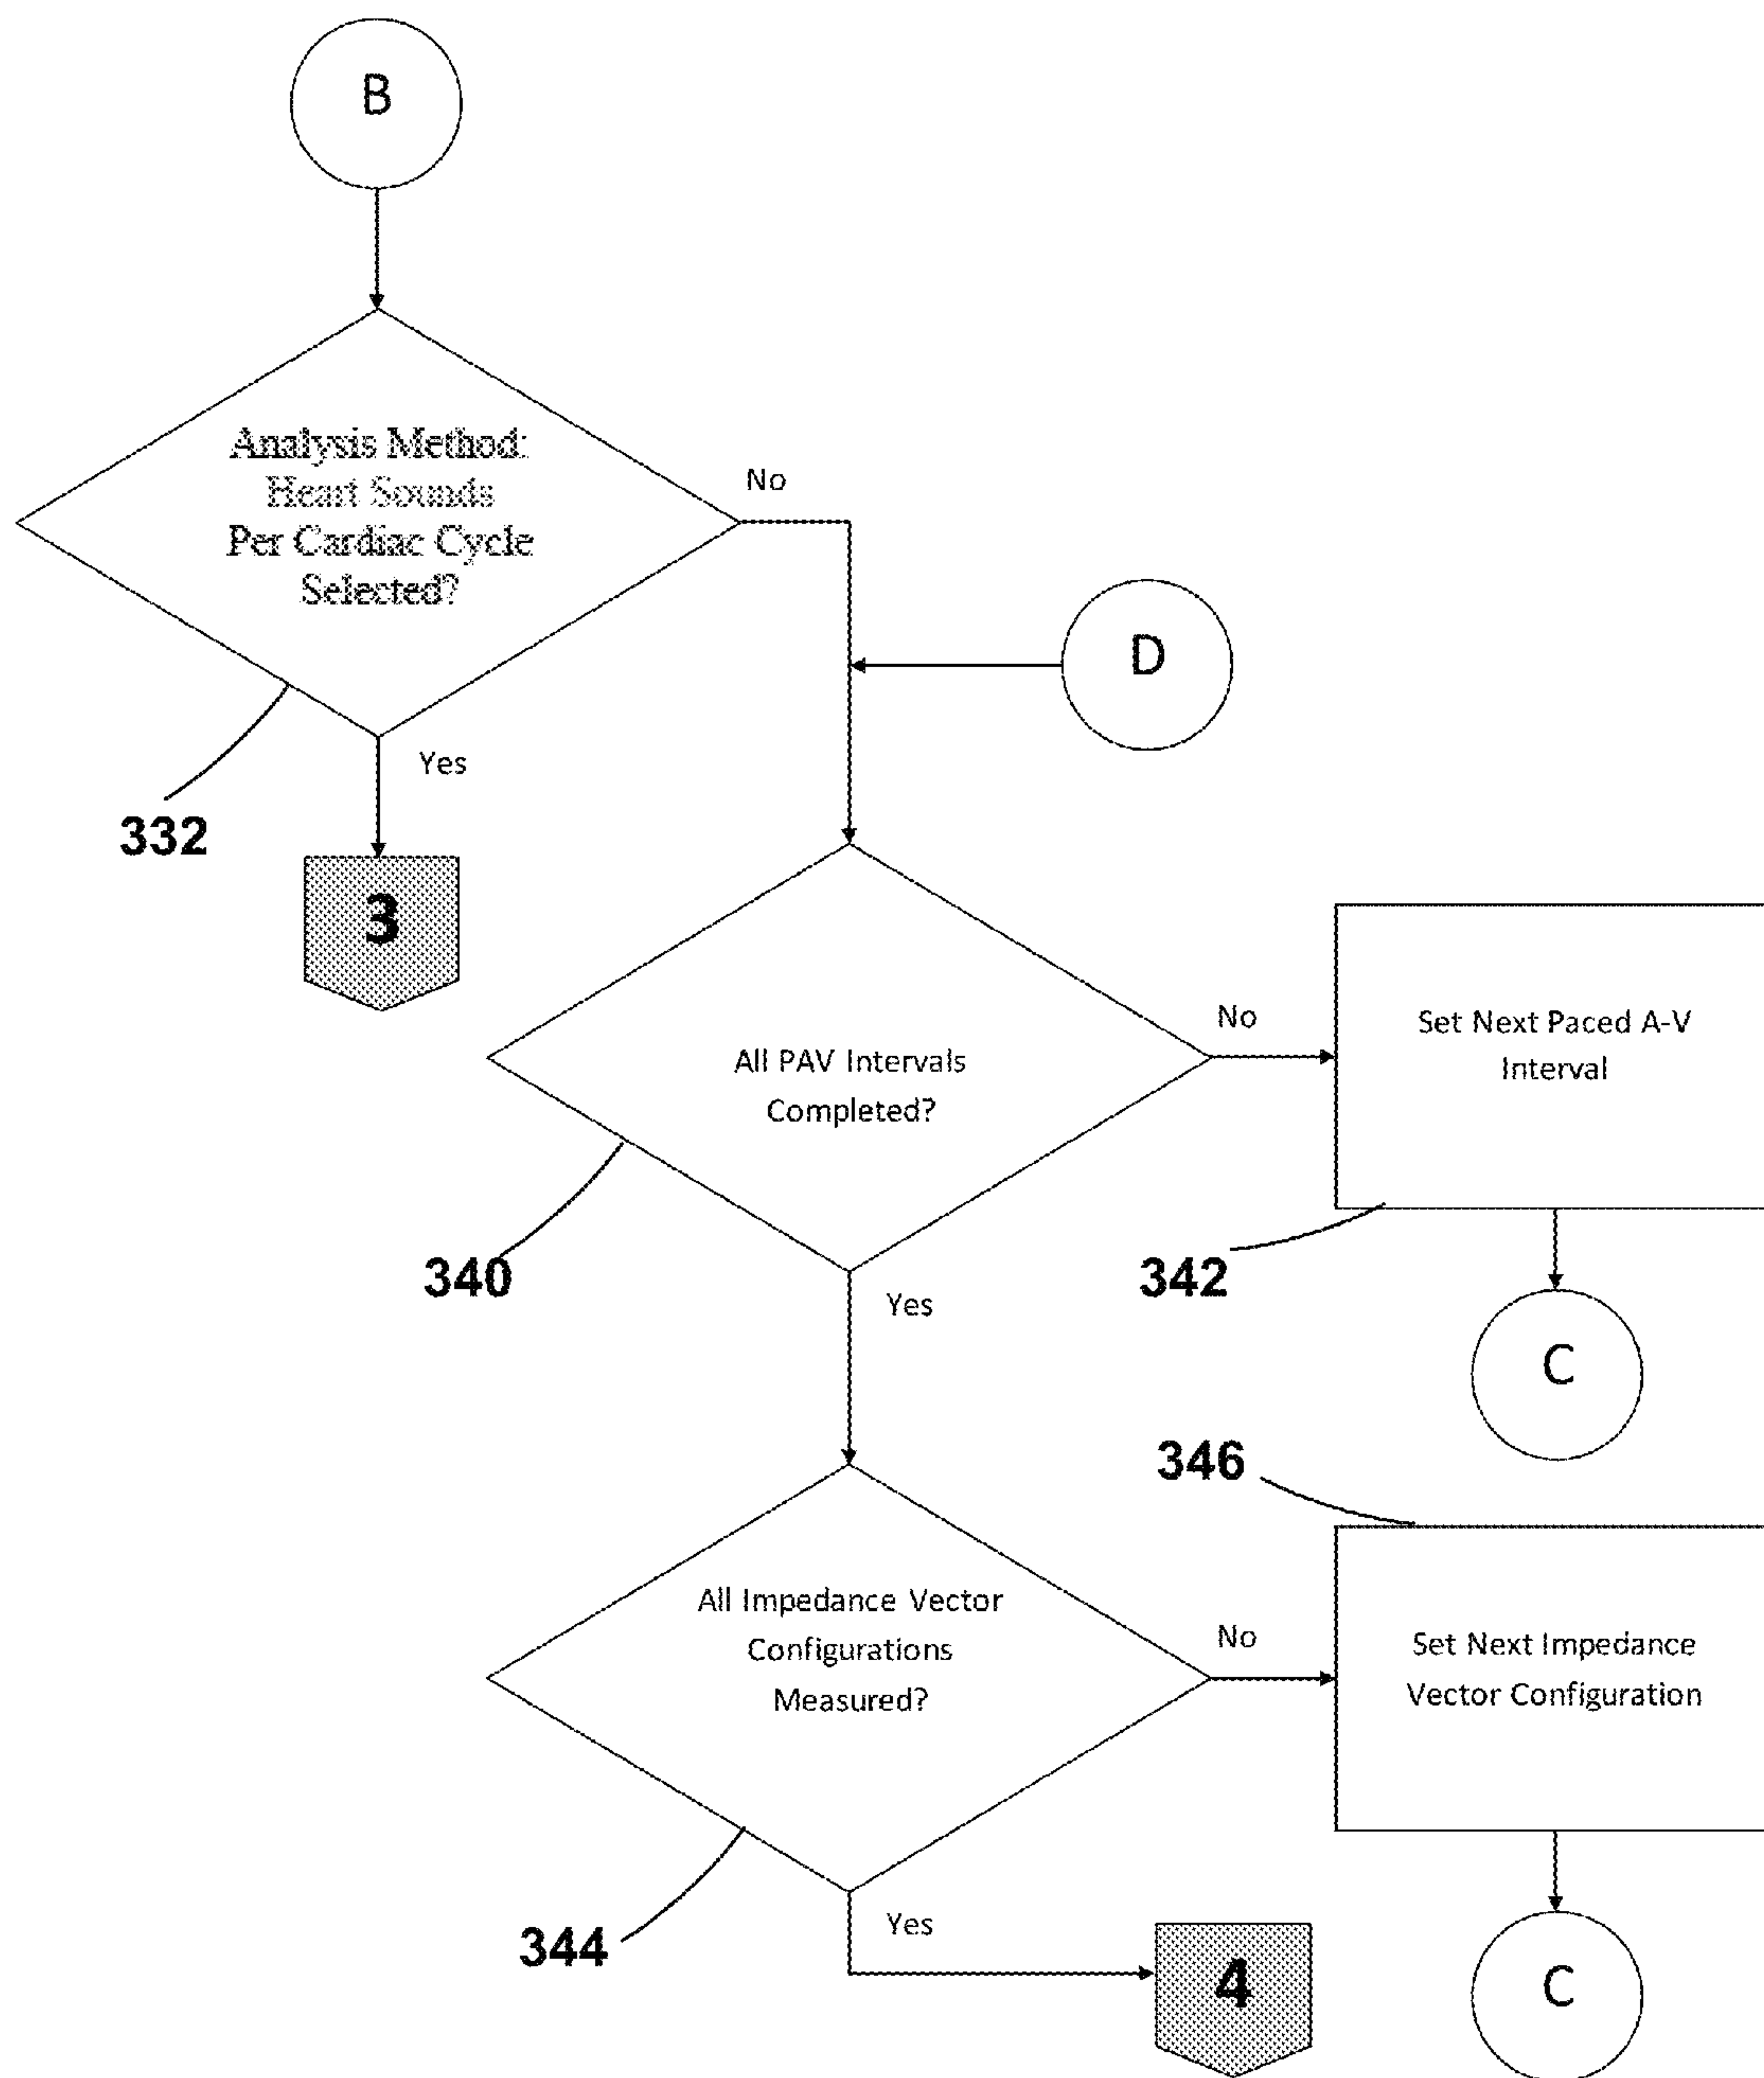 B
Analysis Method:
Heart Sounds
Per Cardiac Cycle
Selected?
No
D
Yes
332
3
All PAV Intervals
Completed?
No
Set Next Paced A-V
Interval
340
342
Yes
C
346
All Impedance Vector
Configurations
Measured?
No
Set Next Impedance
Vector Configuration
344
Yes
4
C